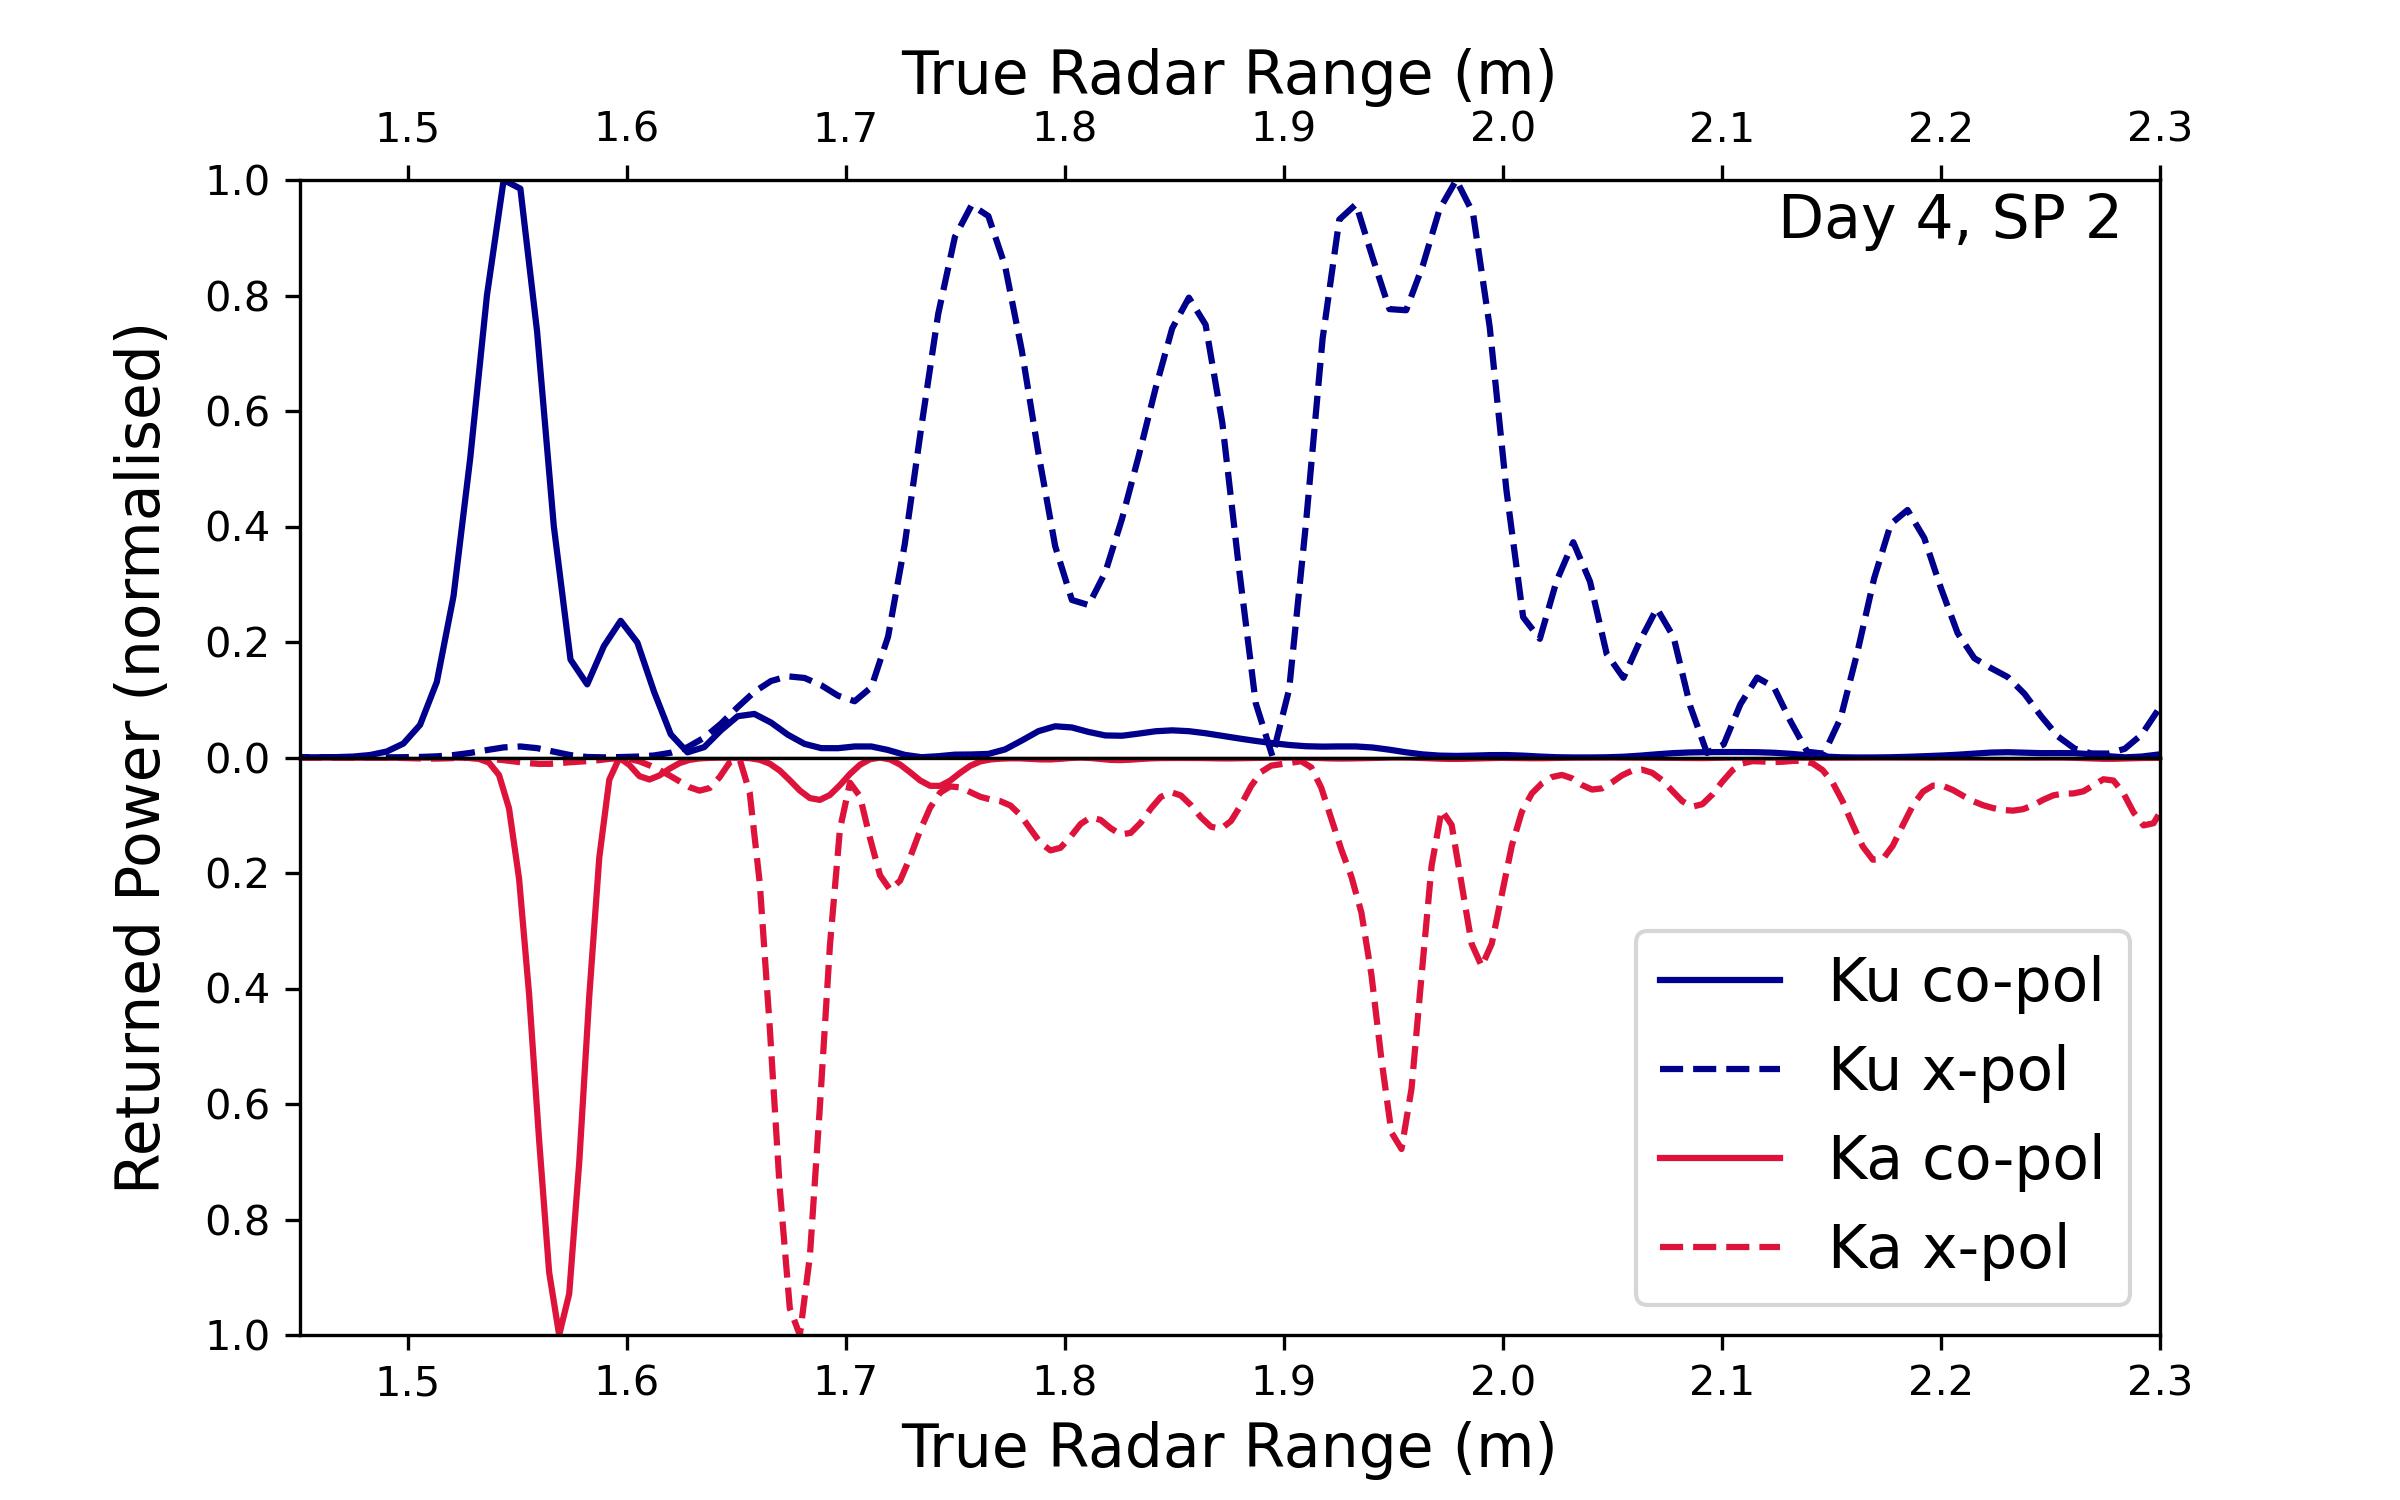 True Radar Range (m)
1.5 1.6 1.7 1.8 1.9 2.0 2.1 2.2 2.3
Day 4, SP 2
Returned Power (normalised)
1.0
0.8
0.6
0.4
0.2
0.0
0.2
0.4
0.6
0.8
1.0
Ku co-pol
Ku x-pol
Ka co-pol
Ka x-pol
1.5 1.6 1.7 1.8 1.9 2.0 2.1 2.2 2.3
True Radar Range (m)